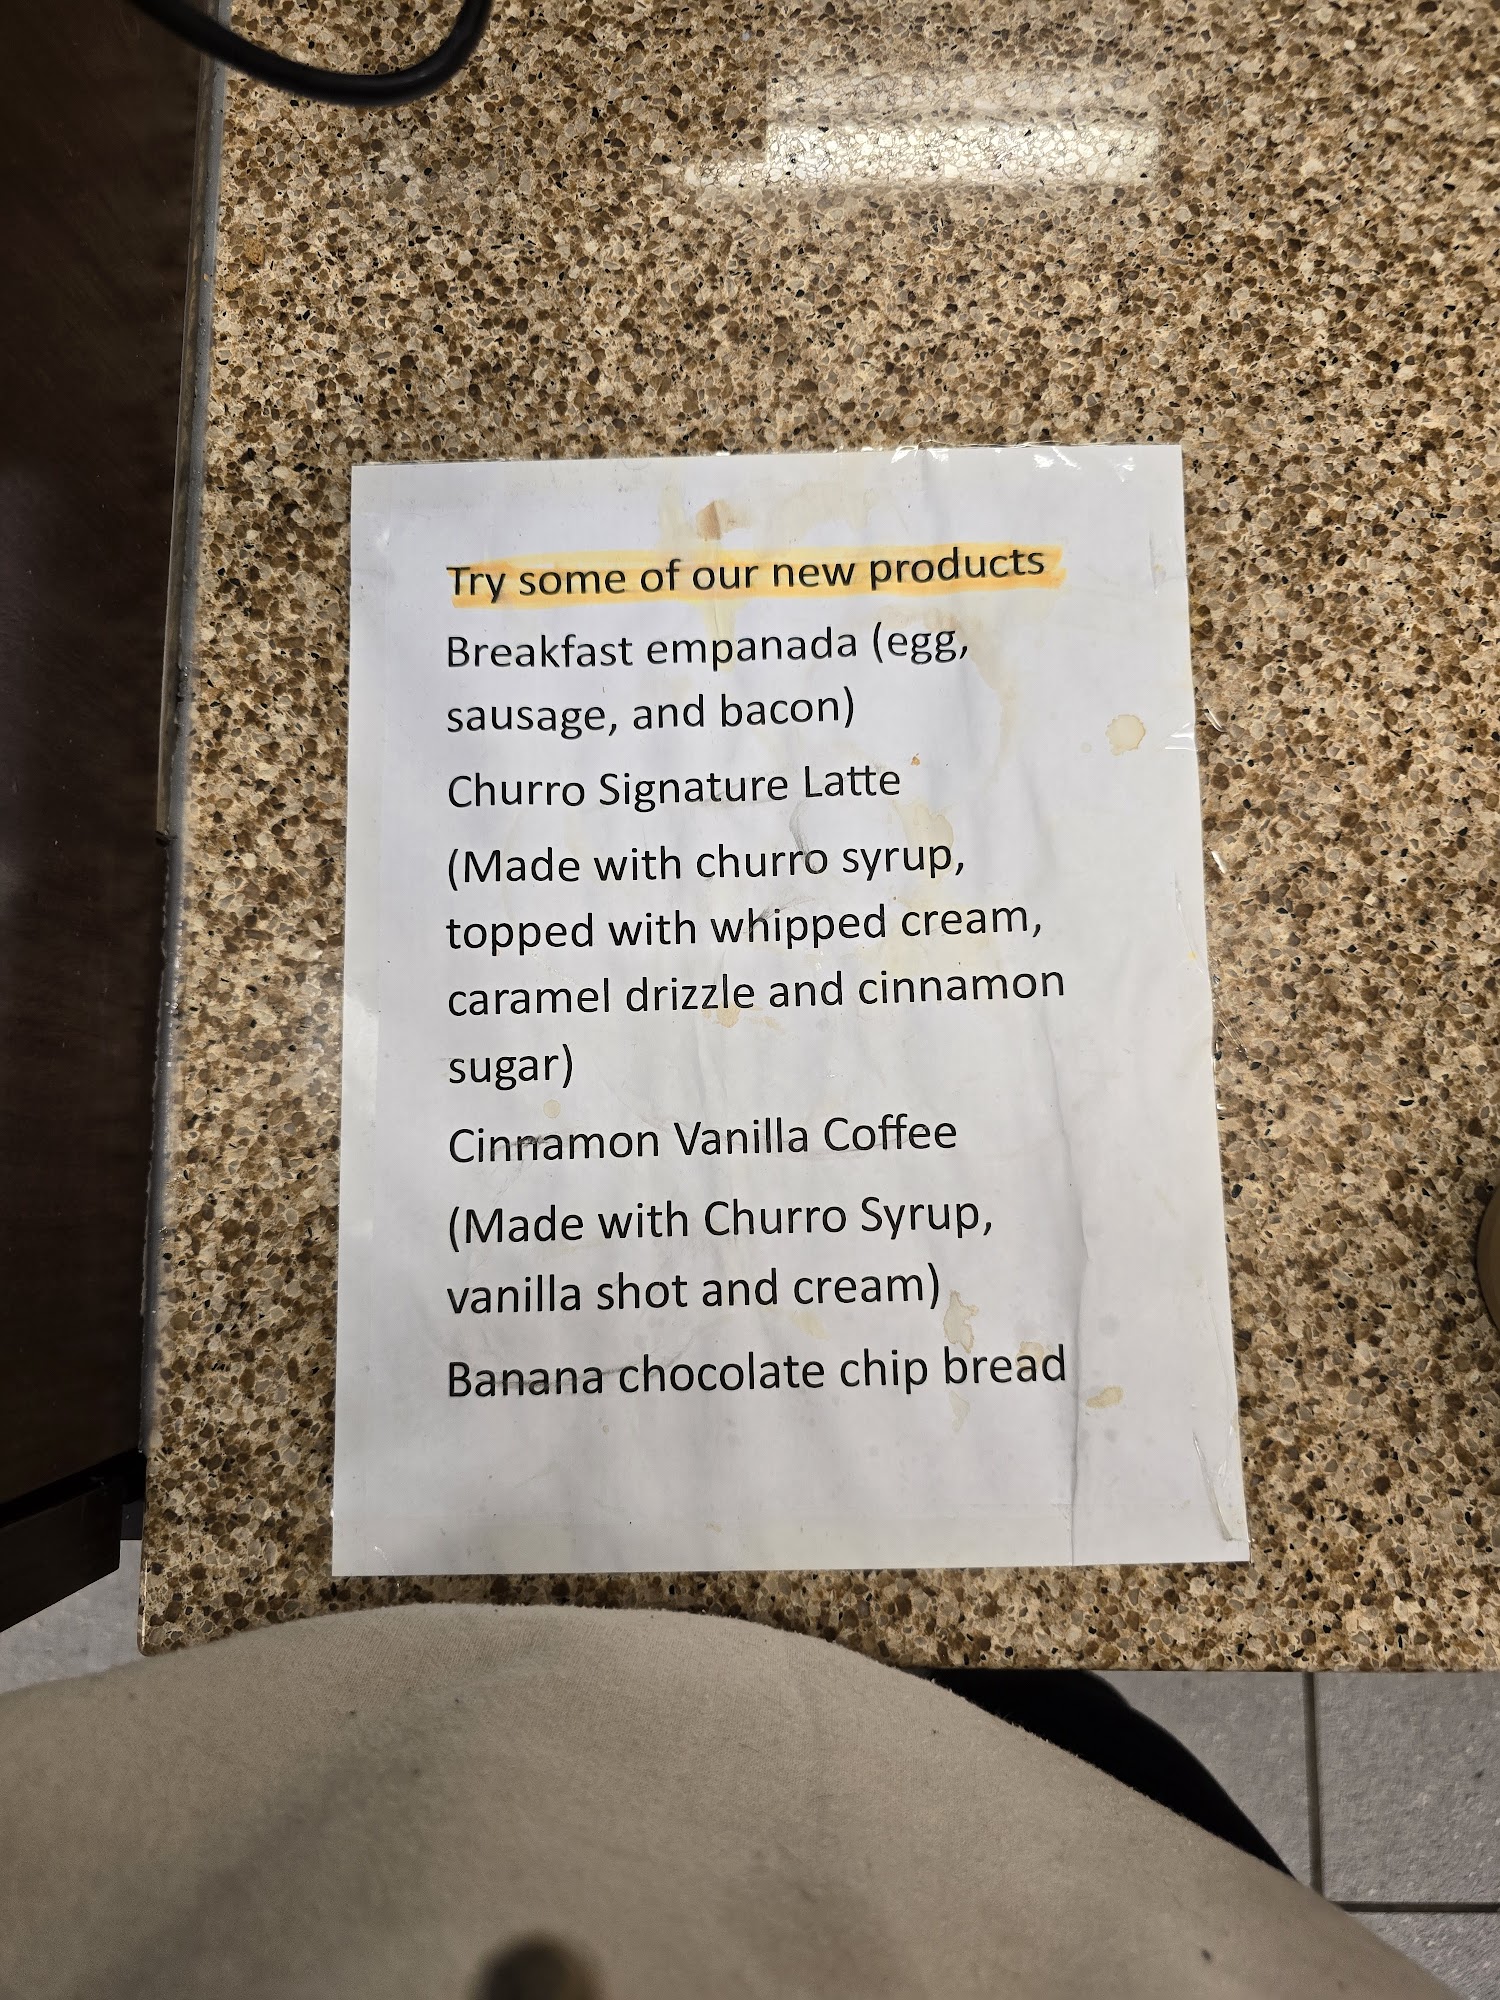 Try some of our new products
Breakfast empanada (egg,
sausage, and bacon)
Churro Signature Latte
(Made with churro syrup,
topped with whipped cream,
caramel drizzle and cinnamon
sugar)
Cinnamon Vanilla Coffee
(Made with Churro Syrup,
vanilla shot and cream)
Banana chocolate chip bread